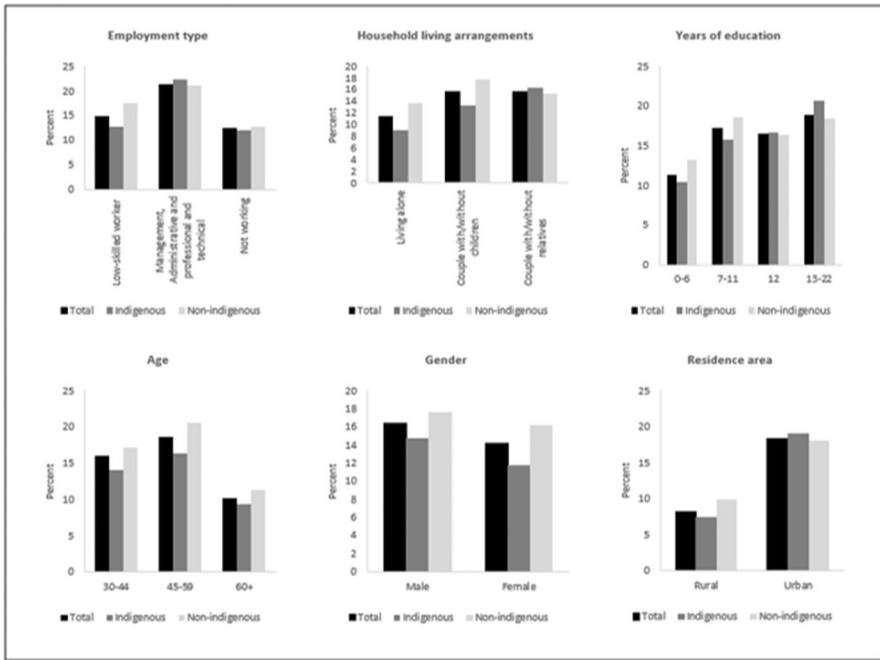 Employment type
Percent
25
20
15
10
5
0
Low-skilled worker
Management,
Administrative and
professional and
technical
Not working
Total Indigenous Non-indigenous
Household living arrangements
Percent
20
18
16
14
12
10
8
6
4
2
0
Living alone
Couple with/without
children
Couple with/without
relatives
Total Indigenous Non-indigenous
Years of education
Percent
25
20
15
10
5
0
0-6 7-11 12 13-22
Total Indigenous Non-indigenous
Age
Percent
25
20
15
10
5
0
30-44 45-59 60+
Total Indigenous Non-indigenous
Gender
Percent
20
18
16
14
12
10
8
6
4
2
0
Male Female
Total Indigenous Non-indigenous
Residence area
Percent
25
20
15
10
5
0
Rural Urban
Total Indigenous Non-indigenous